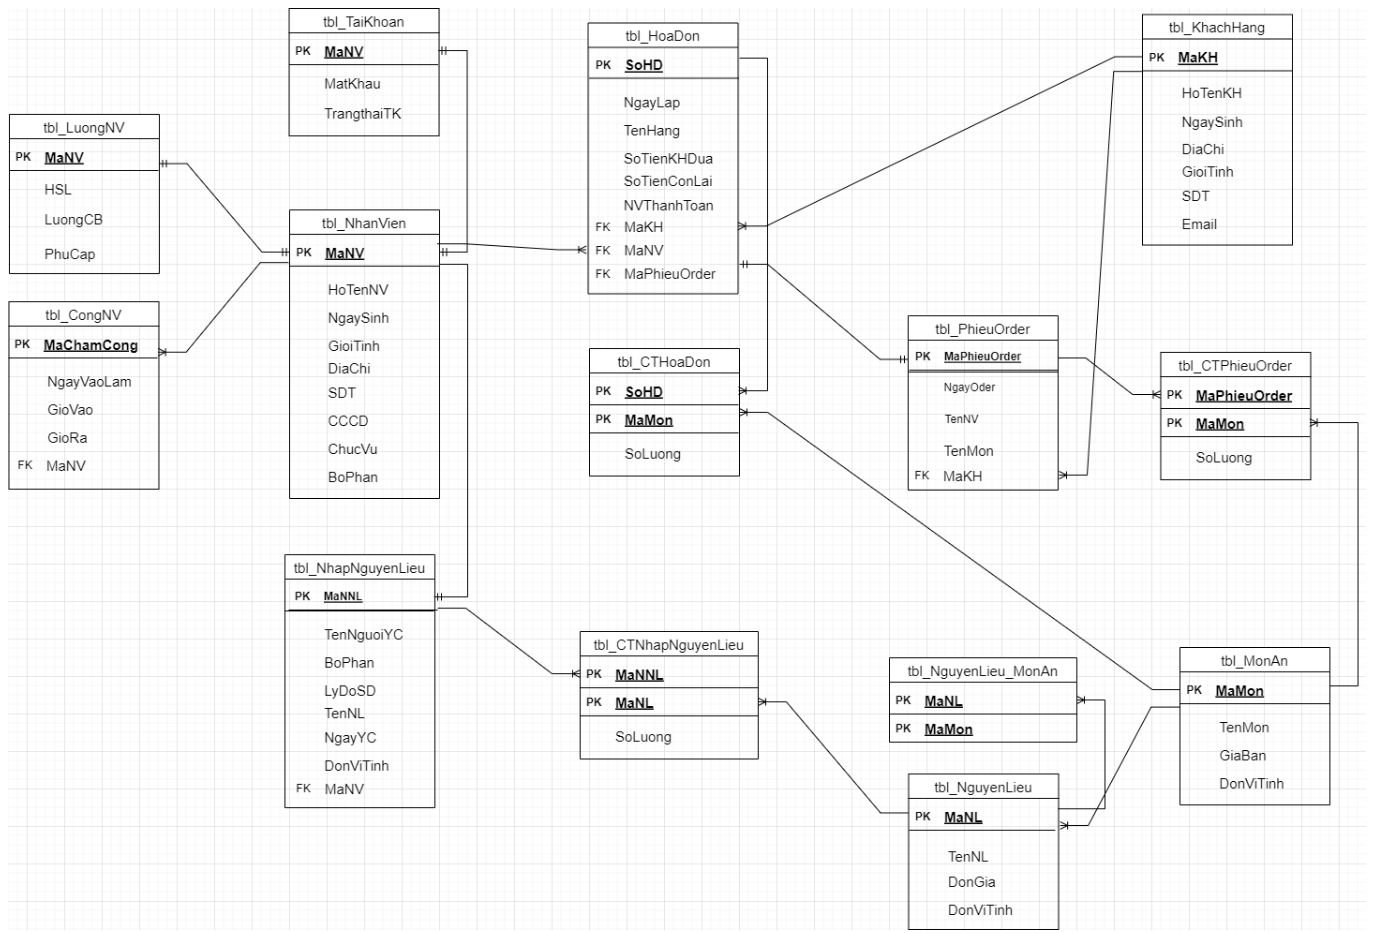 tbl_TaiKhoan
PK MaNV
MatKhau
TrangthaiTK
tbl_HoaDon
PK SoHD
NgayLap
TenHang
SoTienKHDua
SoTienConLai
NVThanhToan
FK MaKH
FK MaNV
FK MaPhieuOrder
tbl_KhachHang
PK MaKH
HoTenKH
NgaySinh
DiaChi
GioiTinh
SDT
Email
tbl_LuongNV
PK MaNV
HSL
LuongCB
PhuCap
tbl_NhanVien
PK MaNV
HoTenNV
NgaySinh
GioiTinh
DiaChi
SDT
CCCD
ChucVu
BoPhan
tbl_CongNV
PK MaChamCong
NgayVaoLam
GioVao
GioRa
FK MaNV
tbl_CTHoaDon
PK SoHD
PK MaMon
SoLuong
tbl_PhieuOrder
PK MaPhieuOrder
NgayOder
TenNV
TenMon
FK MaKH
tbl_CTPhieuOrder
PK MaPhieuOrder
PK MaMon
SoLuong
tbl_NhapNguyenLieu
PK MaNNL
TenNguoiYC
BoPhan
LyDoSD
TenNL
NgayYC
DonViTinh
FK MaNV
tbl_CTNhapNguyenLieu
PK MaNNL
PK MaNL
SoLuong
tbl_NguyenLieu_MonAn
PK MaNL
PK MaMon
tbl_MonAn
PK MaMon
TenMon
GiaBan
DonViTinh
tbl_NguyenLieu
PK MaNL
TenNL
DonGia
DonViTinh